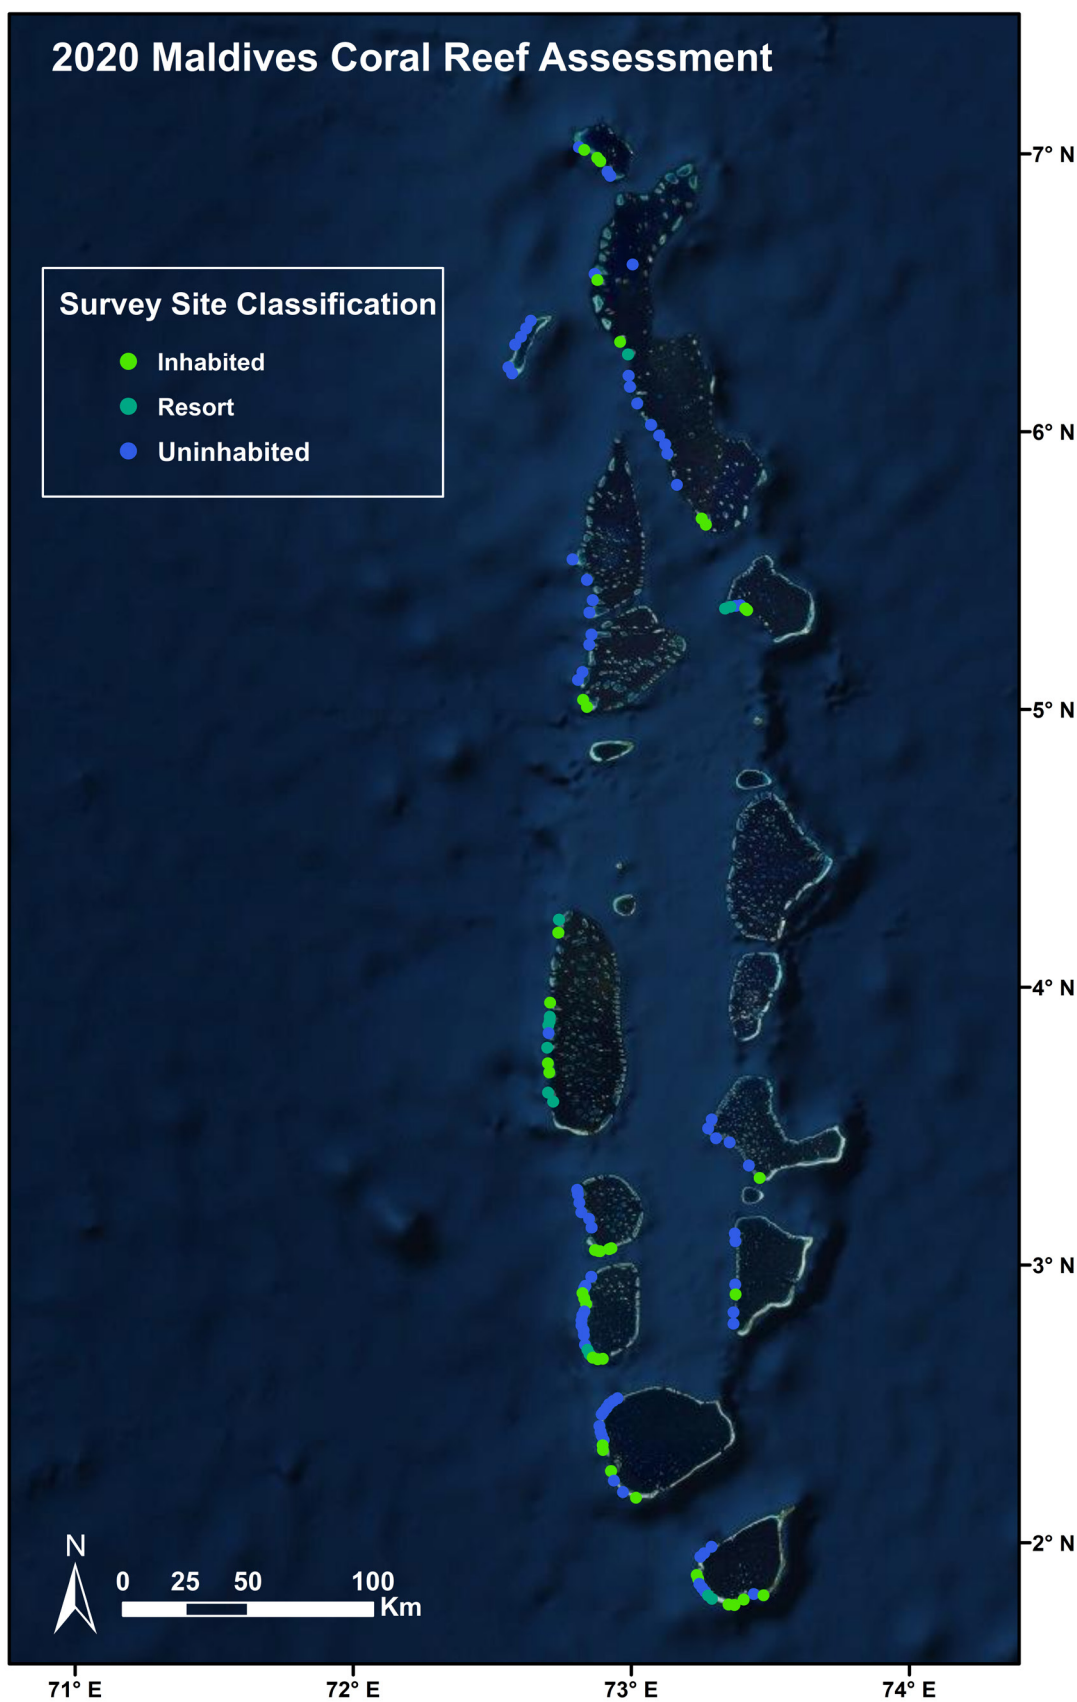 2020 Maldives Coral Reef Assessment
7° N
Survey Site Classification
Inhabited
Resort
Uninhabited
6° N
5° N
4° N
3° N
2° N
N
0 25 50 100
Km
71° E 72° E 73° E 74° E